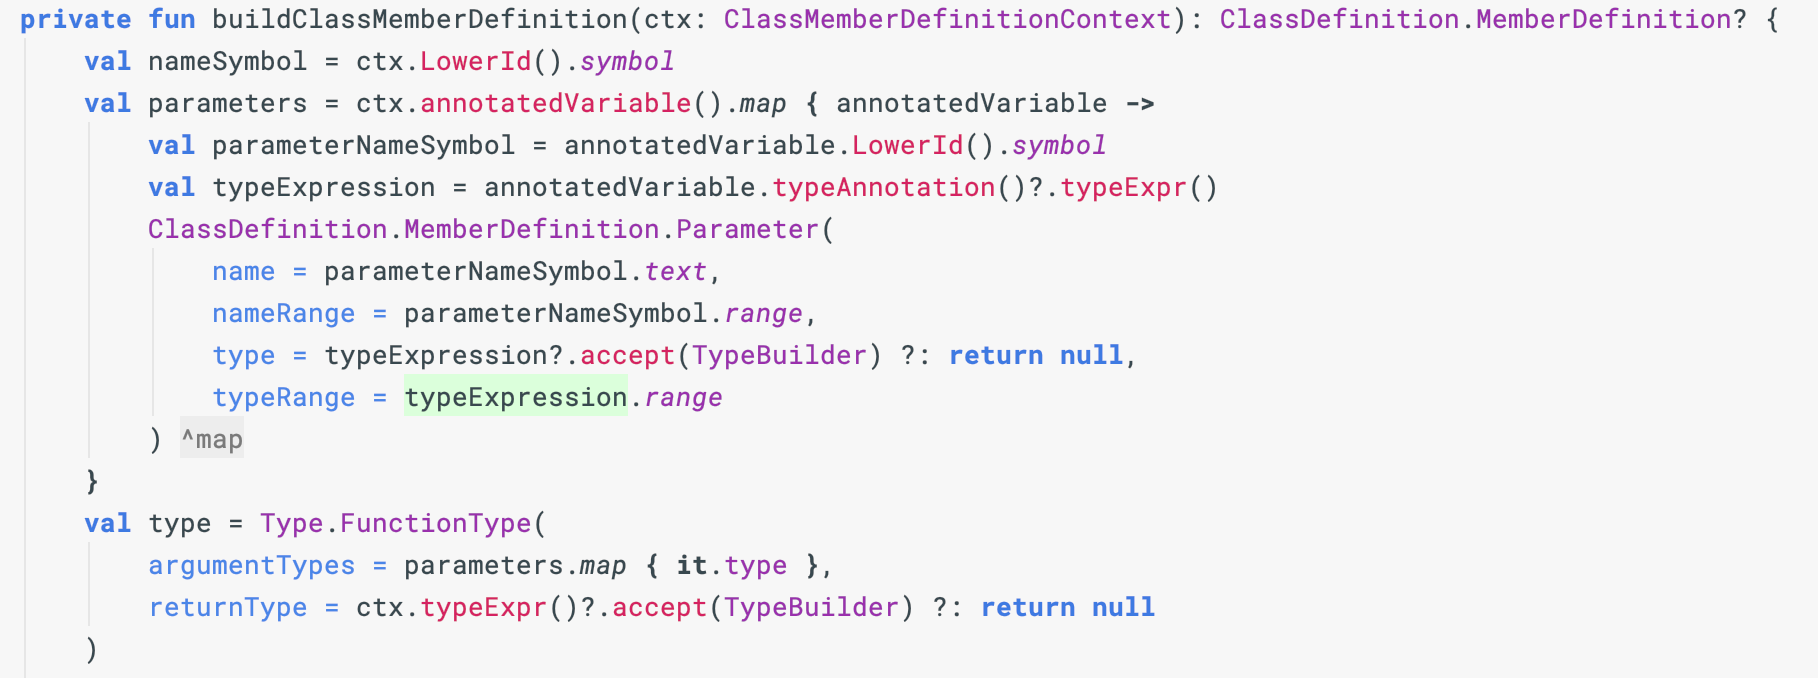 private fun buildClassMemberDefinition(ctx: ClassMemberDefinitionContext): ClassDefinition.MemberDefinition? {
    val nameSymbol = ctx.LowerId().symbol
    val parameters = ctx.annotatedVariable().map { annotatedVariable ->
        val parameterNameSymbol = annotatedVariable.LowerId().symbol
        val typeExpression = annotatedVariable.typeAnnotation()?.typeExpr()
        ClassDefinition.MemberDefinition.Parameter(
            name = parameterNameSymbol.text,
            nameRange = parameterNameSymbol.range,
            type = typeExpression?.accept(TypeBuilder) ?: return null,
            typeRange = typeExpression.range
        ) ^map
    }
    val type = Type.FunctionType(
        argumentTypes = parameters.map { it.type },
        returnType = ctx.typeExpr()?.accept(TypeBuilder) ?: return null
    )